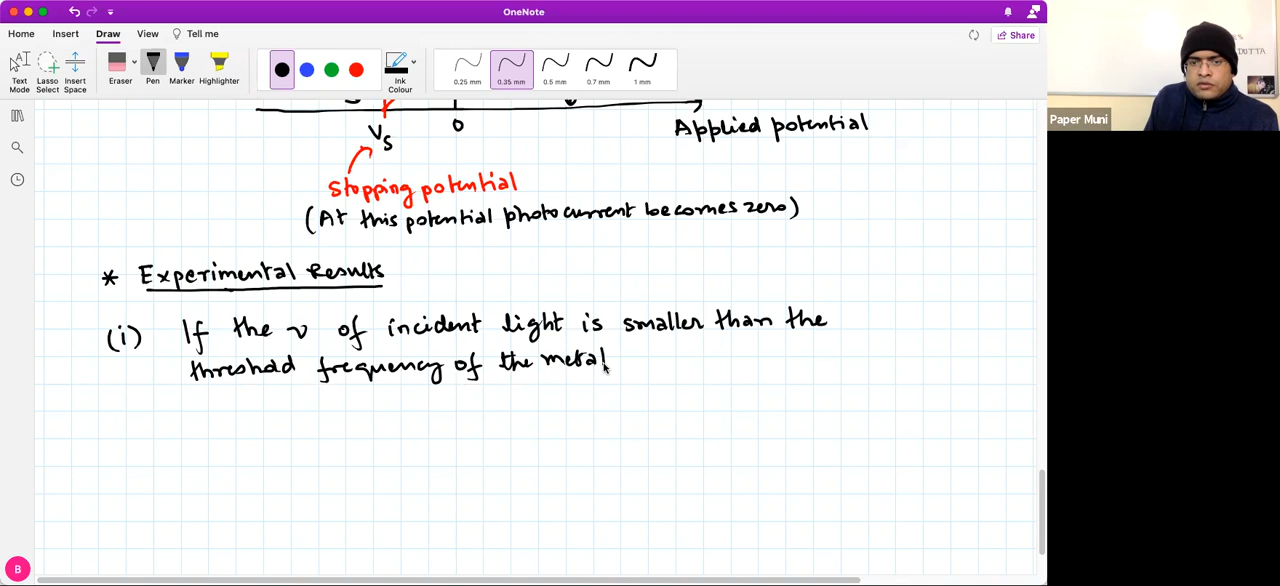 OneNote
Home Insert Draw View Tell me
Share
Text Mode
Lasso Select
Insert Space
Eraser
Pen
Marker
Highlighter
Ink Colour
0.25 mm
0.35 mm
0.5 mm
0.7 mm
1 mm
DUTTA
Paper Muni
Vs
0
Applied potential
Stopping potential
(At this potential photocurrent becomes zero)
* Experimental Results
(i) If the ν of incident light is smaller than the
threshold frequency of the metal
B